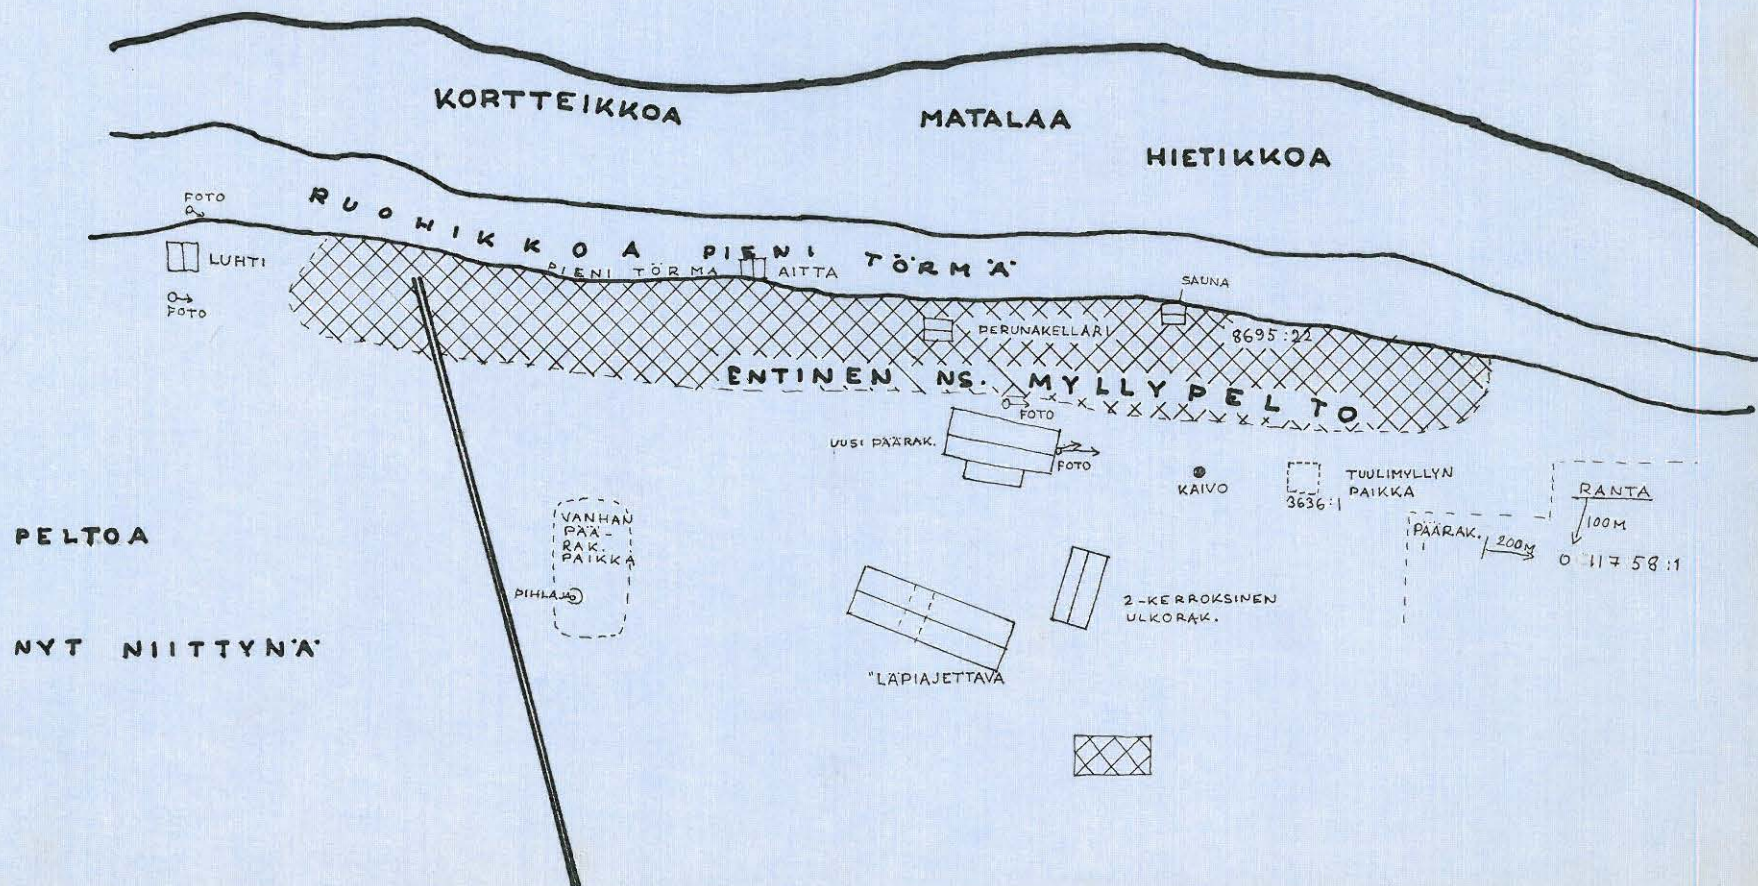 KORTTEIKKOA
MATALAA
HIETIKKOA
RUOHIKKOA PIENI TÖRMÄ
FOTO
LUHTI
FOTO
PIENI TÖRMÄ
AITTA
SAUNA
PERUNAKELLARI
8695:22
ENTINEN NS. MYLLYPELTO
FOTO
UUSI PÄÄRAK.
FOTO
KAIVO
TUULIMYLLYN
PAIKKA
3636:1
RANTA
100M
PÄÄRAK.
200M
117 58:1
VANHAN
PÄÄ-
RAK.
PAIKKA
PIHLAJA
PELTOA
NYT NIITTYNÄ
2-KERROKSINEN
ULKORAK.
"LÄPIAJETTAVA